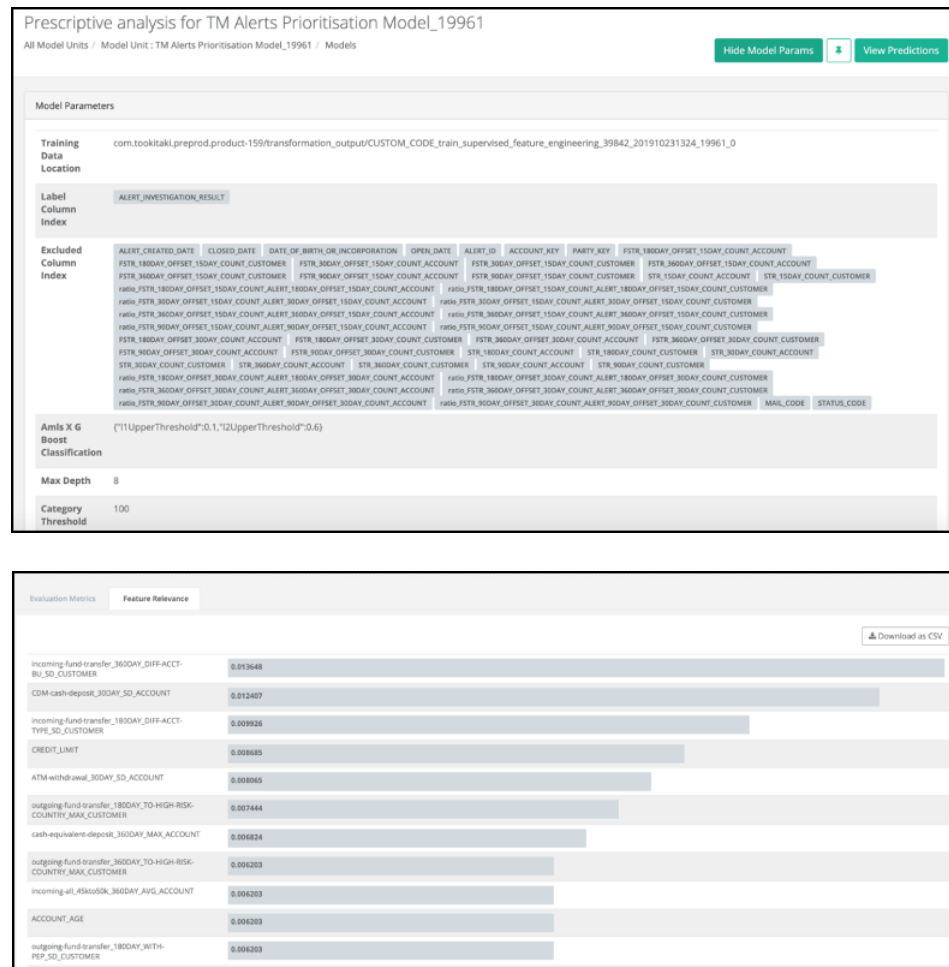 Prescriptive analysis for TM Alerts Prioritisation Model_19961
All Model Units / Model Unit : TM Alerts Prioritisation Model_19961 / Models
Hide Model Params View Predictions
Model Parameters
Training Data Location com.tookitaki.preprod.product-159/transformation_output/CUSTOM_CODE_train_supervised_feature_engineering_39842_201910231324_19961_0
Label Column Index ALERT_INVESTIGATION_RESULT
Excluded Column Index ALERT_CREATED_DATE CLOSED_DATE DATE_OF_BIRTH_OR_INCORPORATION OPEN_DATE ALERT_ID ACCOUNT_KEY PARTY_KEY FSTR_180DAY_OFFSET_15DAY_COUNT_ACCOUNT
FSTR_180DAY_OFFSET_15DAY_COUNT_CUSTOMER FSTR_30DAY_OFFSET_15DAY_COUNT_ACCOUNT FSTR_30DAY_OFFSET_15DAY_COUNT_CUSTOMER FSTR_360DAY_OFFSET_15DAY_COUNT_ACCOUNT
FSTR_360DAY_OFFSET_15DAY_COUNT_CUSTOMER FSTR_90DAY_OFFSET_15DAY_COUNT_ACCOUNT FSTR_90DAY_OFFSET_15DAY_COUNT_CUSTOMER STR_15DAY_COUNT_ACCOUNT STR_15DAY_COUNT_CUSTOMER
ratio_FSTR_180DAY_OFFSET_15DAY_COUNT_ALERT_180DAY_OFFSET_15DAY_COUNT_ACCOUNT ratio_FSTR_180DAY_OFFSET_15DAY_COUNT_ALERT_180DAY_OFFSET_15DAY_COUNT_CUSTOMER
ratio_FSTR_30DAY_OFFSET_15DAY_COUNT_ALERT_30DAY_OFFSET_15DAY_COUNT_ACCOUNT ratio_FSTR_30DAY_OFFSET_15DAY_COUNT_ALERT_30DAY_OFFSET_15DAY_COUNT_CUSTOMER
ratio_FSTR_360DAY_OFFSET_15DAY_COUNT_ALERT_360DAY_OFFSET_15DAY_COUNT_ACCOUNT ratio_FSTR_360DAY_OFFSET_15DAY_COUNT_ALERT_360DAY_OFFSET_15DAY_COUNT_CUSTOMER
ratio_FSTR_90DAY_OFFSET_15DAY_COUNT_ALERT_90DAY_OFFSET_15DAY_COUNT_ACCOUNT ratio_FSTR_90DAY_OFFSET_15DAY_COUNT_ALERT_90DAY_OFFSET_15DAY_COUNT_CUSTOMER
FSTR_180DAY_OFFSET_30DAY_COUNT_ACCOUNT FSTR_180DAY_OFFSET_30DAY_COUNT_CUSTOMER FSTR_360DAY_OFFSET_30DAY_COUNT_ACCOUNT FSTR_360DAY_OFFSET_30DAY_COUNT_CUSTOMER
FSTR_90DAY_OFFSET_30DAY_COUNT_ACCOUNT FSTR_90DAY_OFFSET_30DAY_COUNT_CUSTOMER STR_180DAY_COUNT_ACCOUNT STR_180DAY_COUNT_CUSTOMER STR_30DAY_COUNT_ACCOUNT
STR_30DAY_COUNT_CUSTOMER STR_360DAY_COUNT_ACCOUNT STR_360DAY_COUNT_CUSTOMER STR_90DAY_COUNT_ACCOUNT STR_90DAY_COUNT_CUSTOMER
ratio_FSTR_180DAY_OFFSET_30DAY_COUNT_ALERT_180DAY_OFFSET_30DAY_COUNT_ACCOUNT ratio_FSTR_180DAY_OFFSET_30DAY_COUNT_ALERT_180DAY_OFFSET_30DAY_COUNT_CUSTOMER
ratio_FSTR_360DAY_OFFSET_30DAY_COUNT_ALERT_360DAY_OFFSET_30DAY_COUNT_ACCOUNT ratio_FSTR_360DAY_OFFSET_30DAY_COUNT_ALERT_360DAY_OFFSET_30DAY_COUNT_CUSTOMER
ratio_FSTR_90DAY_OFFSET_30DAY_COUNT_ALERT_90DAY_OFFSET_30DAY_COUNT_ACCOUNT ratio_FSTR_90DAY_OFFSET_30DAY_COUNT_ALERT_90DAY_OFFSET_30DAY_COUNT_CUSTOMER MAIL_CODE STATUS_CODE
Amls X G Boost Classification {"l1UpperThreshold":0.1,"l2UpperThreshold":0.6}
Max Depth 8
Category Threshold 100
Evaluation Metrics Feature Relevance
Download as CSV
incoming-fund-transfer_360DAY_DIFF-ACCT-BU_SD_CUSTOMER 0.013648
CDM-cash-deposit_30DAY_SD_ACCOUNT 0.012407
incoming-fund-transfer_180DAY_DIFF-ACCT-TYPE_SD_CUSTOMER 0.009926
CREDIT_LIMIT 0.008685
ATM-withdrawal_30DAY_SD_ACCOUNT 0.008065
outgoing-fund-transfer_180DAY_TO-HIGH-RISK-COUNTRY_MAX_CUSTOMER 0.007444
cash-equivalent-deposit_360DAY_MAX_ACCOUNT 0.006824
outgoing-fund-transfer_360DAY_TO-HIGH-RISK-COUNTRY_MAX_CUSTOMER 0.006203
incoming-all_45kto50k_360DAY_AVG_ACCOUNT 0.006203
ACCOUNT_AGE 0.006203
outgoing-fund-transfer_180DAY_WITH-PEP_SD_CUSTOMER 0.006203